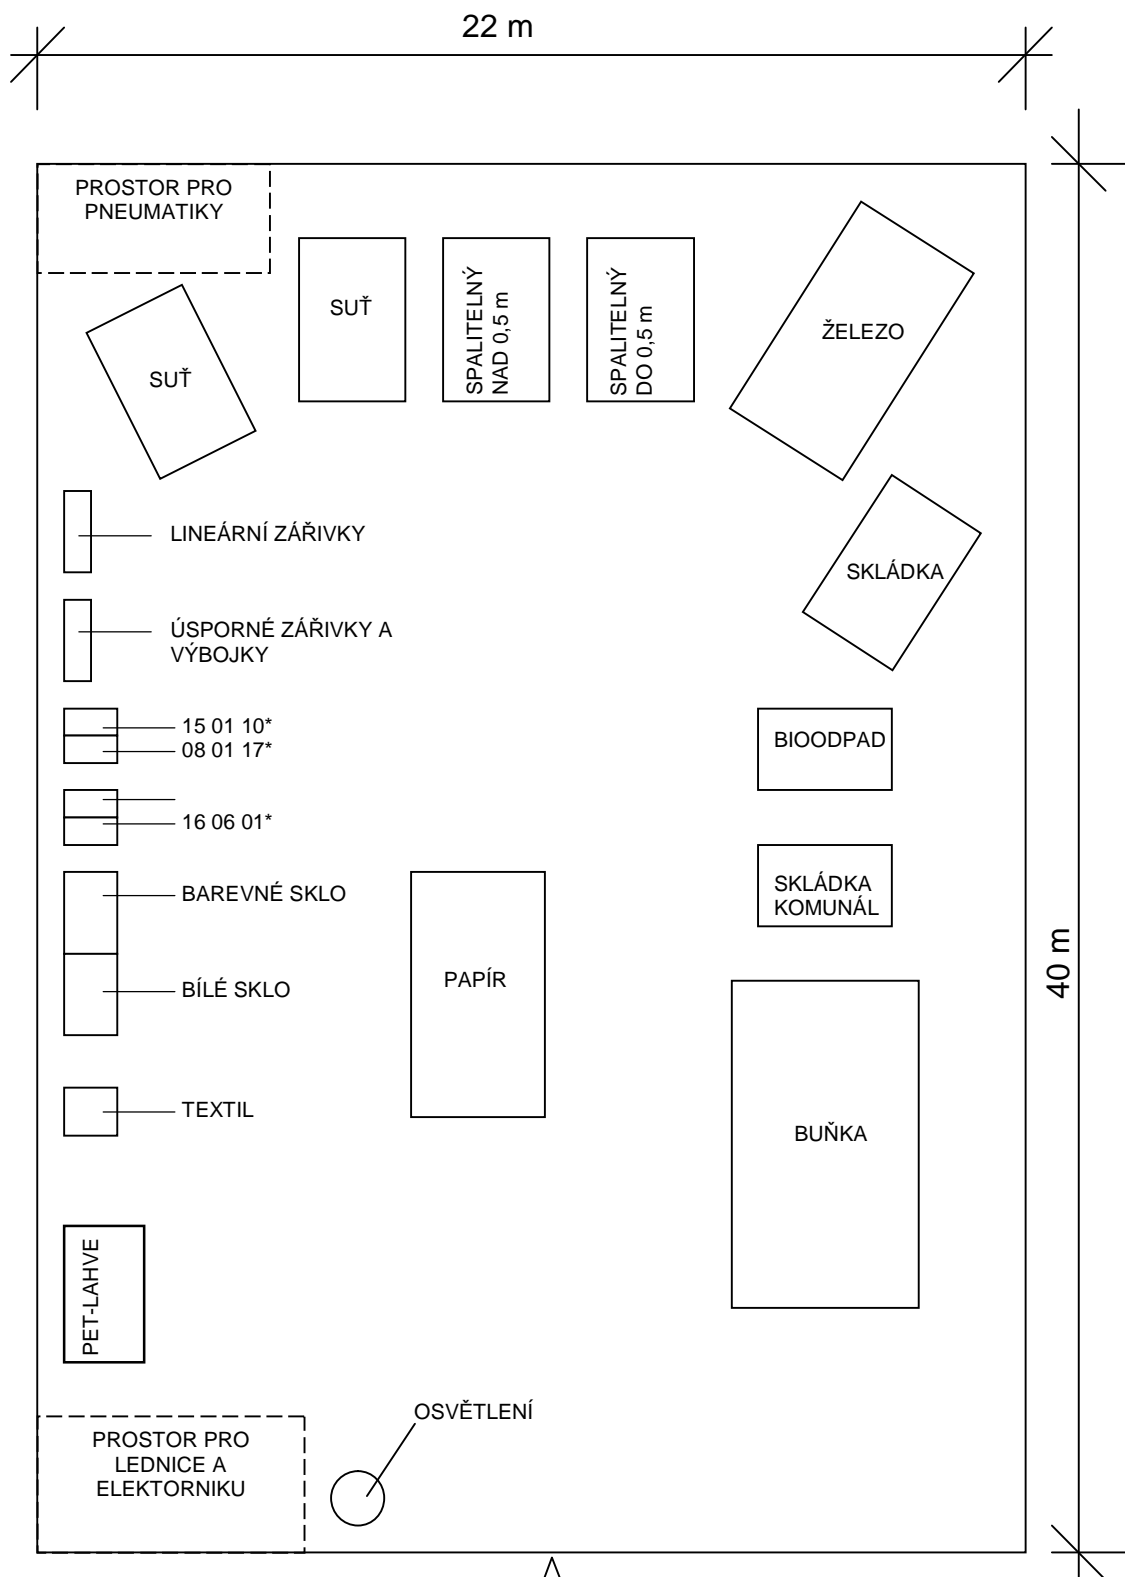 22 m
PROSTOR PRO
PNEUMATIKY
SUŤ
SUŤ
SPALITELNÝ
NAD 0,5 m
SPALITELNÝ
DO 0,5 m
ŽELEZO
LINEÁRNÍ ZÁŘIVKY
SKLÁDKA
ÚSPORNÉ ZÁŘIVKY A
VÝBOJKY
15 01 10*
08 01 17*
BIOODPAD
16 06 01*
BAREVNÉ SKLO
SKLÁDKA
KOMUNÁL
40 m
BÍLÉ SKLO
PAPÍR
TEXTIL
BUŇKA
PET-LAHVE
OSVĚTLENÍ
PROSTOR PRO
LEDNICE A
ELEKTORNIKU